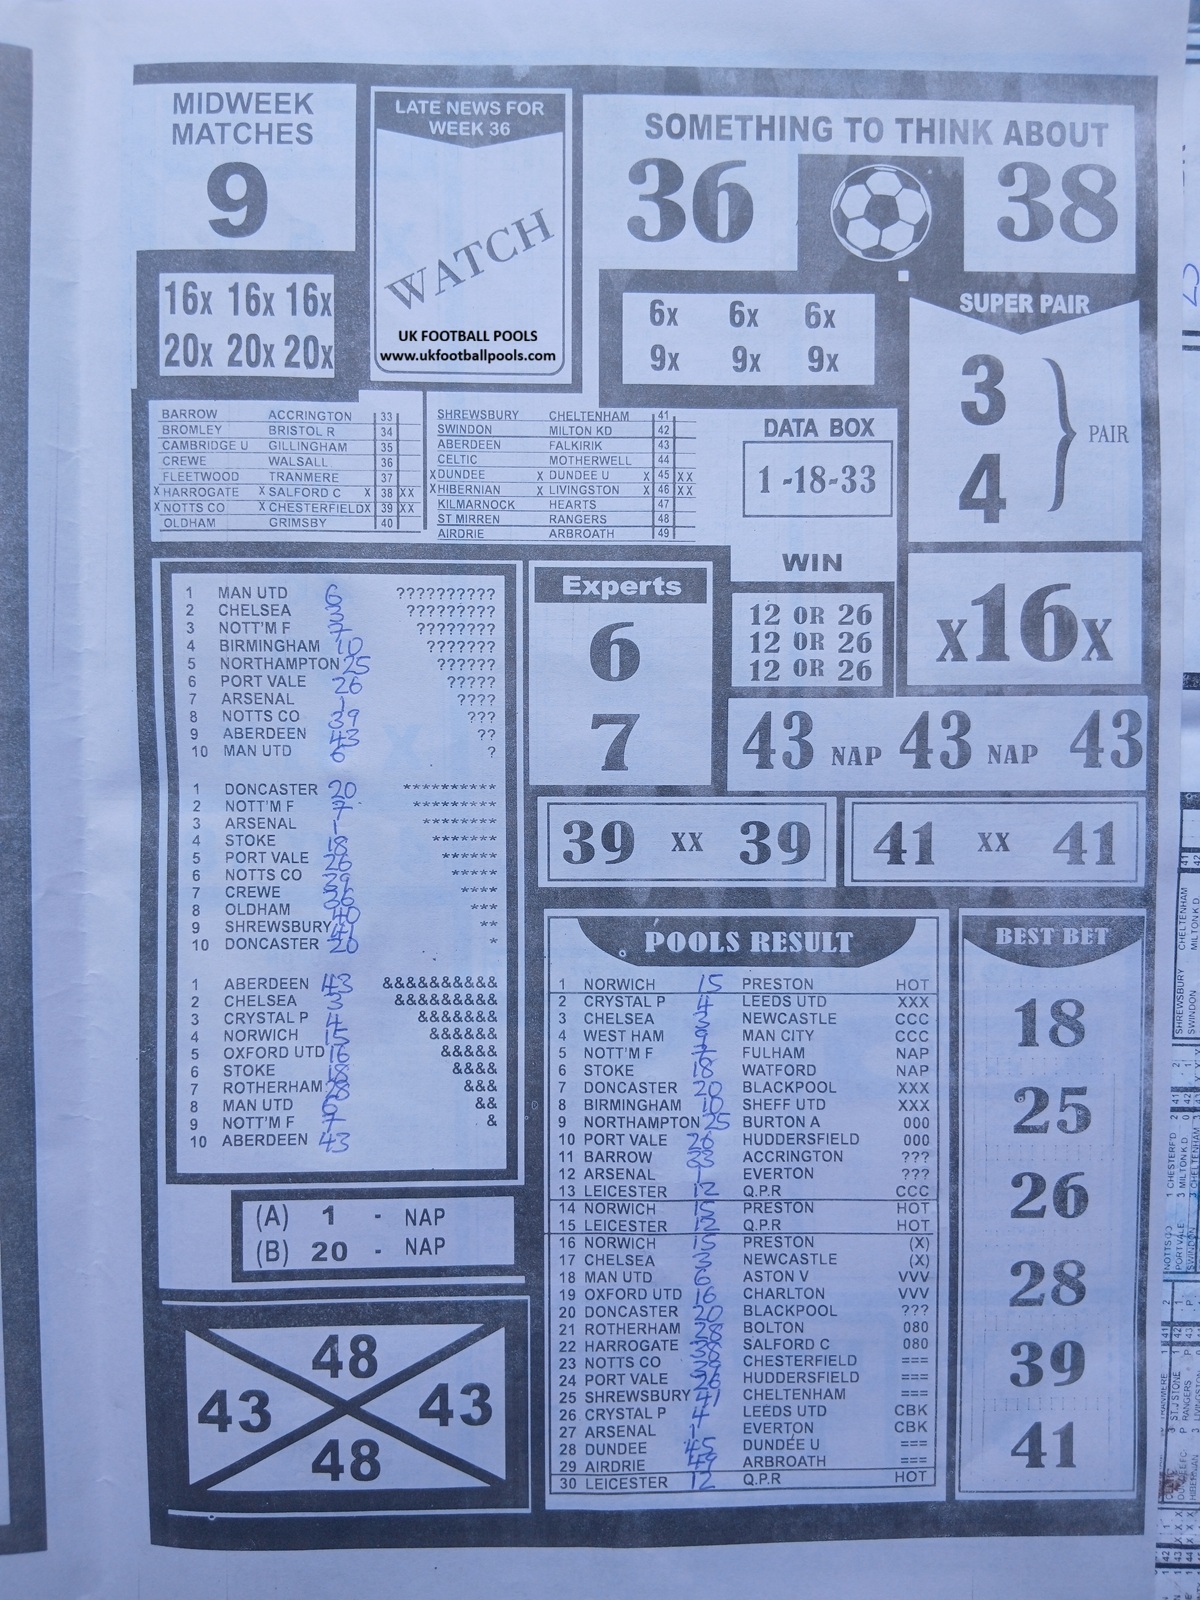 MIDWEEK
MATCHES
9
LATE NEWS FOR
WEEK 36
WATCH
UK FOOTBALL POOLS
www.ukfootballpools.com
SOMETHING TO THINK ABOUT
36 38
16x 16x 16x
20x 20x 20x
6x 6x 6x
9x 9x 9x
SUPER PAIR
3
4
PAIR
BARROW ACCRINGTON 33
BROMLEY BRISTOL R 34
CAMBRIDGE U GILLINGHAM 35
CREWE WALSALL 36
FLEETWOOD TRANMERE 37
X HARROGATE X SALFORD C X 38 XX
X NOTTS CO X CHESTERFIELD X 39 XX
OLDHAM GRIMSBY 40
SHREWSBURY CHELTENHAM 41
SWINDON MILTON KD 42
ABERDEEN FALKIRIK 43
CELTIC MOTHERWELL 44
X DUNDEE X DUNDEE U X 45 XX
X HIBERNIAN X LIVINGSTON X 46 XX
KILMARNOCK HEARTS 47
ST MIRREN RANGERS 48
AIRDRIE ARBROATH 49
DATA BOX
1 -18-33
WIN
12 OR 26
12 OR 26
12 OR 26
X16X
1 MAN UTD 6 ??????????
2 CHELSEA 3 ?????????
3 NOTT'M F 7 ????????
4 BIRMINGHAM 10 ???????
5 NORTHAMPTON 25 ??????
6 PORT VALE 26 ?????
7 ARSENAL 1 ????
8 NOTTS CO 39 ???
9 ABERDEEN 43 ??
10 MAN UTD 6 ?
1 DONCASTER 20 **********
2 NOTT'M F 7 *********
3 ARSENAL 1 ********
4 STOKE 18 *******
5 PORT VALE 26 ******
6 NOTTS CO 39 *****
7 CREWE 36 ****
8 OLDHAM 40 ***
9 SHREWSBURY 41 **
10 DONCASTER 20 *
1 ABERDEEN 43 &&&&&&&&&&
2 CHELSEA 3 &&&&&&&&&
3 CRYSTAL P 4 &&&&&&&
4 NORWICH 15 &&&&&&
5 OXFORD UTD 16 &&&&&
6 STOKE 18 &&&&
7 ROTHERHAM 28 &&&
8 MAN UTD 6 &&
9 NOTT'M F 7 &
10 ABERDEEN 43
Experts
6
7
43 NAP 43 NAP 43
39 XX 39
41 XX 41
(A) 1 - NAP
(B) 20 - NAP
48
43 43
48
POOLS RESULT
1 NORWICH 15 PRESTON HOT
2 CRYSTAL P 4 LEEDS UTD XXX
3 CHELSEA 3 NEWCASTLE CCC
4 WEST HAM 9 MAN CITY CCC
5 NOTT'M F 7 FULHAM NAP
6 STOKE 18 WATFORD NAP
7 DONCASTER 20 BLACKPOOL XXX
8 BIRMINGHAM 10 SHEFF UTD XXX
9 NORTHAMPTON 25 BURTON A 000
10 PORT VALE 26 HUDDERSFIELD 000
11 BARROW 33 ACCRINGTON ???
12 ARSENAL 1 EVERTON ???
13 LEICESTER 12 Q.P.R CCC
14 NORWICH 15 PRESTON HOT
15 LEICESTER 12 Q.P.R HOT
16 NORWICH 15 PRESTON (X)
17 CHELSEA 3 NEWCASTLE (X)
18 MAN UTD 6 ASTON V VVV
19 OXFORD UTD 16 CHARLTON VVV
20 DONCASTER 20 BLACKPOOL ???
21 ROTHERHAM 28 BOLTON 080
22 HARROGATE 38 SALFORD C 080
23 NOTTS CO 39 CHESTERFIELD ===
24 PORT VALE 26 HUDDERSFIELD ===
25 SHREWSBURY 41 CHELTENHAM ===
26 CRYSTAL P 4 LEEDS UTD CBK
27 ARSENAL 1 EVERTON CBK
28 DUNDEE 45 DUNDEE U ===
29 AIRDRIE 49 ARBROATH ===
30 LEICESTER 12 Q.P.R HOT
BEST BET
18
25
26
28
39
41